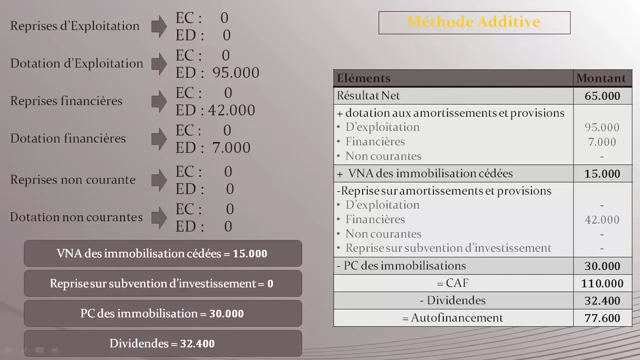 Reprises d'Exploitation
EC : 0
ED : 0
Dotation d'Exploitation
EC : 0
ED : 95.000
Reprises financières
EC : 0
ED : 42.000
Dotation financières
EC : 0
ED : 7.000
Reprises non courante
EC : 0
ED : 0
Dotation non courantes
EC : 0
ED : 0
VNA des immobilisation cédées = 15.000
Reprise sur subvention d'investissement = 0
PC des immobilisation = 30.000
Dividendes = 32.400
Méthode Additive
Eléments Montant
Résultat Net 65.000
+ dotation aux amortissements et provisions
• D'exploitation 95.000
• Financières 7.000
• Non courantes -
+ VNA des immobilisation cédées 15.000
-Reprise sur amortissements et provisions
• D'exploitation -
• Financières 42.000
• Non courantes -
• Reprise sur subvention d'investissement -
- PC des immobilisations 30.000
= CAF 110.000
- Dividendes 32.400
= Autofinancement 77.600